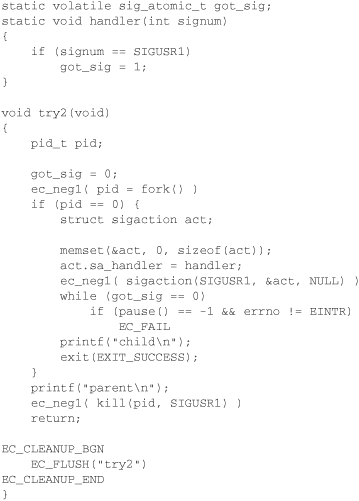 static volatile sig_atomic_t got_sig;
static void handler(int signum)
{
    if (signum == SIGUSR1)
        got_sig = 1;
}

void try2(void)
{
    pid_t pid;

    got_sig = 0;
    ec_neg1( pid = fork() )
    if (pid == 0) {
        struct sigaction act;

        memset(&act, 0, sizeof(act));
        act.sa_handler = handler;
        ec_neg1( sigaction(SIGUSR1, &act, NULL) )
        while (got_sig == 0)
            if (pause() == -1 && errno != EINTR)
                EC_FAIL
        printf("child\n");
        exit(EXIT_SUCCESS);
    }
    printf("parent\n");
    ec_neg1( kill(pid, SIGUSR1) )
    return;

EC_CLEANUP_BGN
    EC_FLUSH("try2")
EC_CLEANUP_END
}